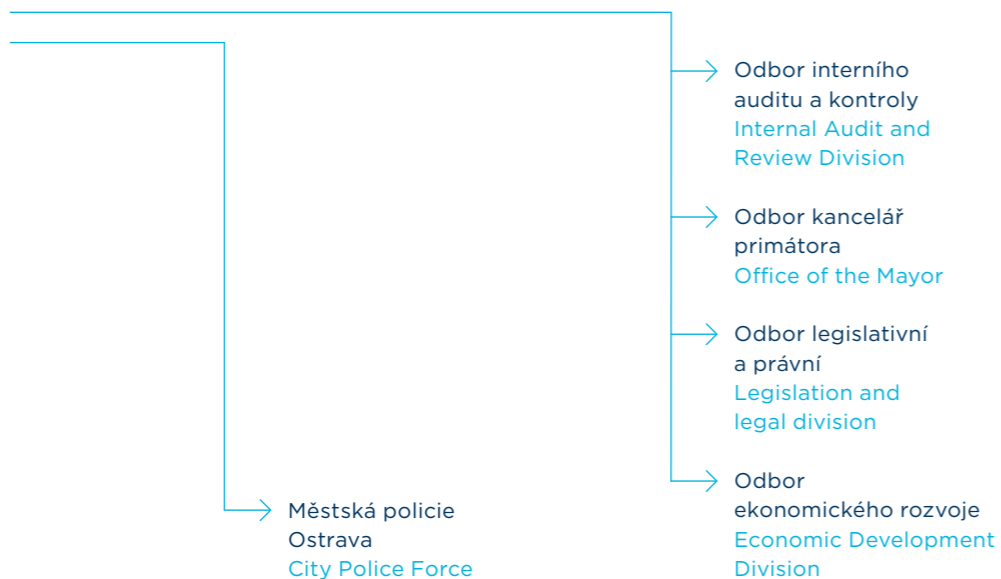 Odbor interního
auditu a kontroly
Internal Audit and
Review Division
Odbor kancelář
primátora
Office of the Mayor
Odbor legislativní
a právní
Legislation and
legal division
Odbor
ekonomického rozvoje
Economic Development
Division
Městská policie
Ostrava
City Police Force